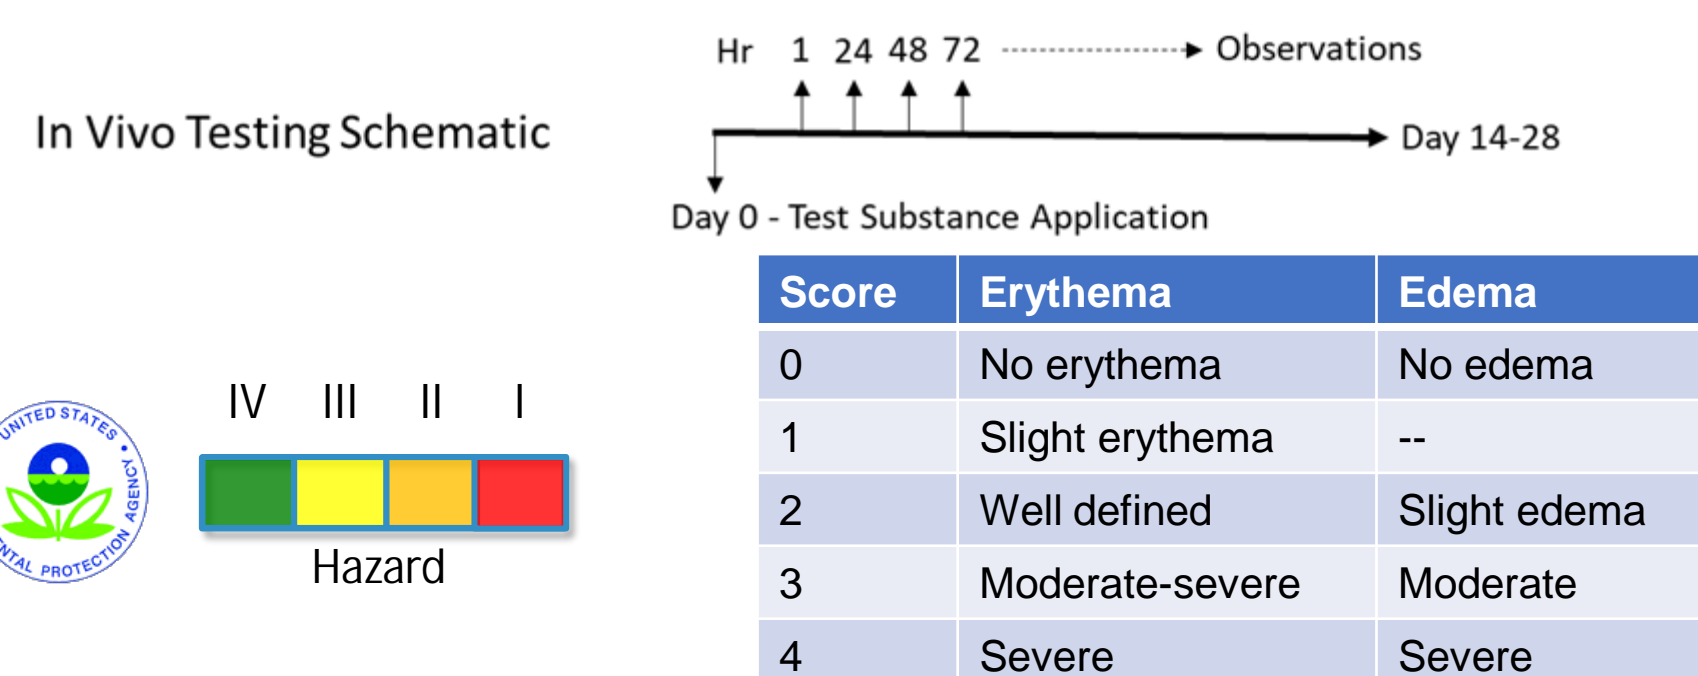 Hr 1 24 48 72 Observations
In Vivo Testing Schematic
Day 14-28
Day 0 - Test Substance Application
Score Erythema Edema
0 No erythema No edema
1 Slight erythema --
2 Well defined Slight edema
3 Moderate-severe Moderate
4 Severe Severe
IV III II I
Hazard
UNITED STATES • 
PROTECTION AGENCY